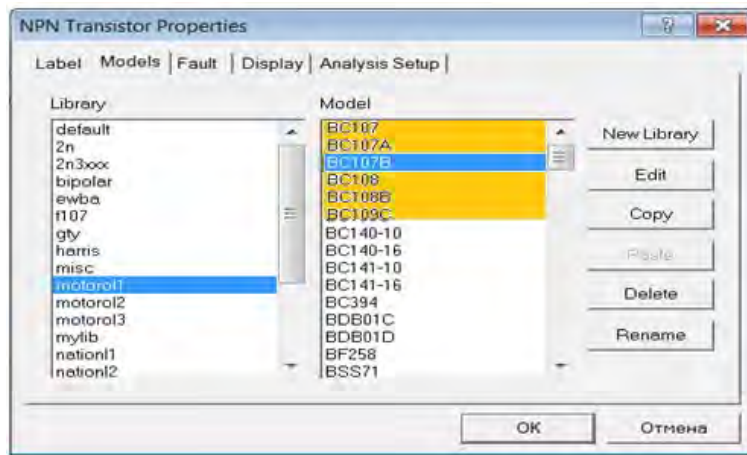 NPN Transistor Properties
Label Models Fault Display Analysis Setup
Library
default
2n
2n3xxx
bipolar
ewba
f107
gty
harris
misc
motorol1
motorol2
motorol3
mylib
nationl1
nationl2
Model
BC107
BC107A
BC107B
BC108
BC108B
BC109C
BC140-10
BC140-16
BC141-10
BC141-16
BC394
BDB01C
BDB01D
BF258
BSS71
New Library
Edit
Copy
Paste
Delete
Rename
OK
Отмена